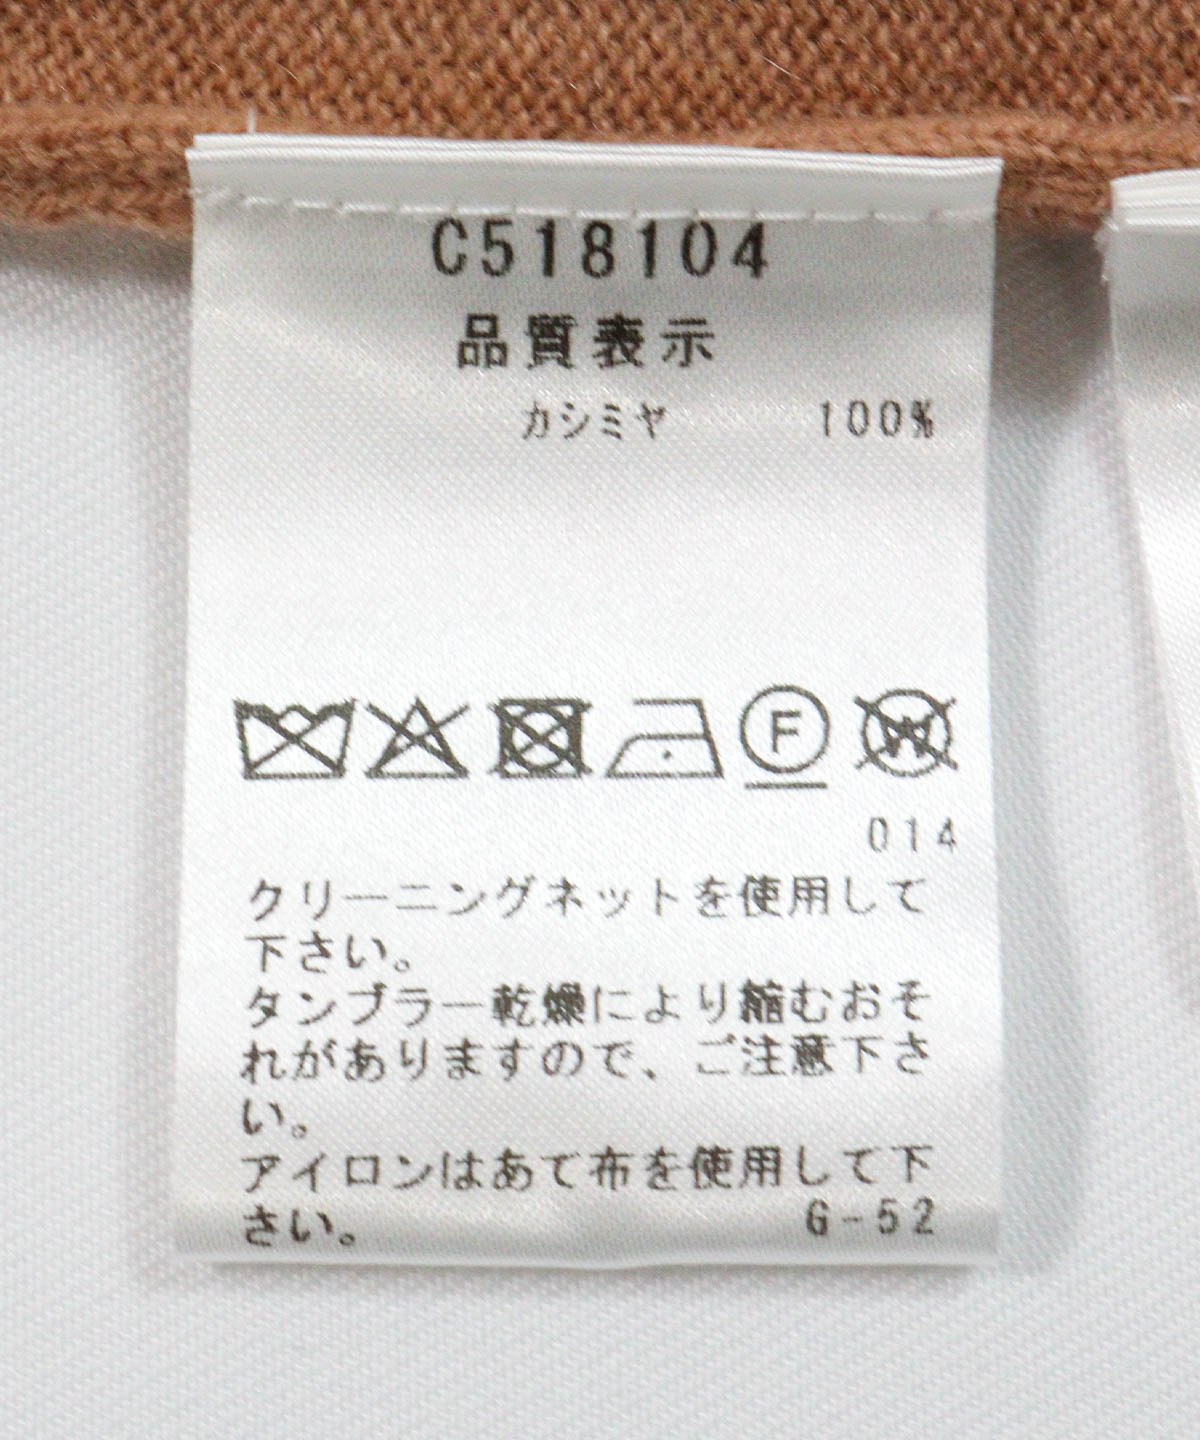 C518104
品質表示
カシミヤ 100%
F
W
014
クリーニングネットを使用して
下さい。
タンブラー乾燥により縮むおそ
れがありますので、ご注意下さ
い。
アイロンはあて布を使用して下
さい。 G-52